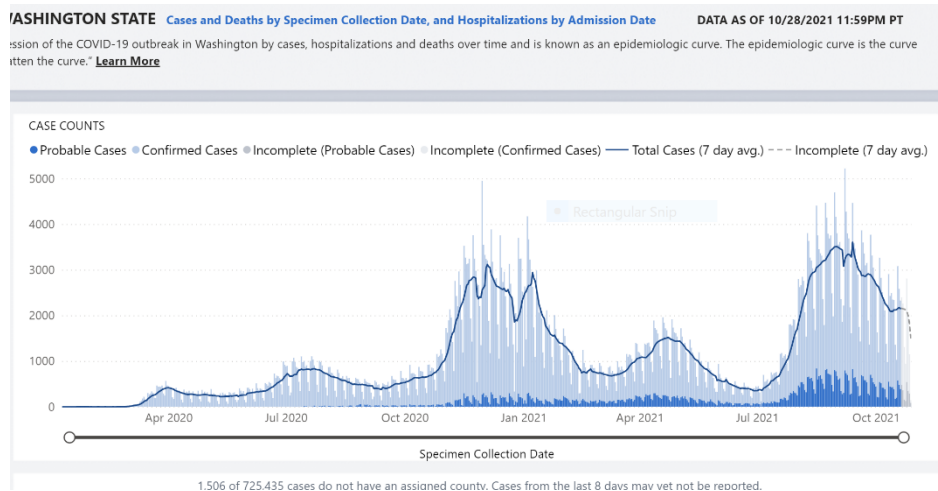 WASHINGTON STATE Cases and Deaths by Specimen Collection Date, and Hospitalizations by Admission Date DATA AS OF 10/28/2021 11:59PM PT
ession of the COVID-19 outbreak in Washington by cases, hospitalizations and deaths over time and is known as an epidemiologic curve. The epidemiologic curve is the curve
atten the curve." Learn More
CASE COUNTS
Probable Cases Confirmed Cases Incomplete (Probable Cases) Incomplete (Confirmed Cases) Total Cases (7 day avg.) Incomplete (7 day avg.)
5000
Rectangular Snip
4000
3000
2000
1000
0
Apr 2020 Jul 2020 Oct 2020 Jan 2021 Apr 2021 Jul 2021 Oct 2021
Specimen Collection Date
1,506 of 725,435 cases do not have an assigned county. Cases from the last 8 days may yet not be reported.